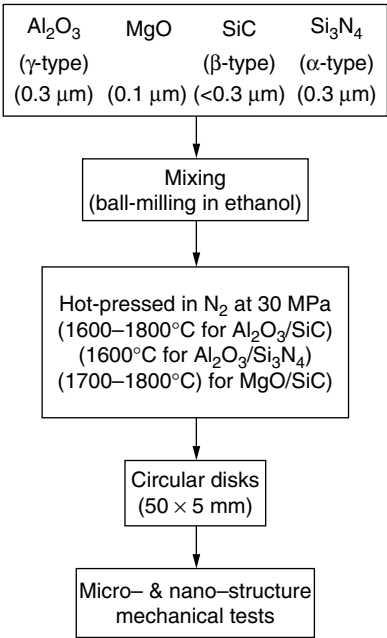 Al₂O₃ MgO SiC Si₃N₄
(γ-type) (β-type) (α-type)
(0.3 μm) (0.1 μm) (<0.3 μm) (0.3 μm)
Mixing
(ball-milling in ethanol)
Hot-pressed in N₂ at 30 MPa
(1600–1800°C for Al₂O₃/SiC)
(1600°C for Al₂O₃/Si₃N₄)
(1700–1800°C) for MgO/SiC
Circular disks
(50 × 5 mm)
Micro– & nano–structure
mechanical tests